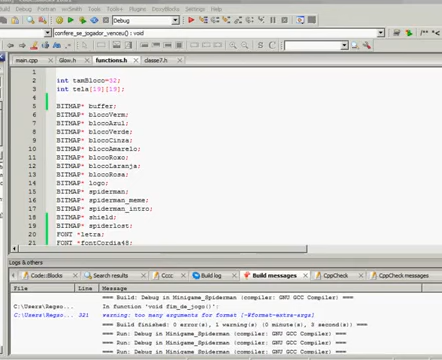 Build Debug Fortran wxSmith Tools Tools+ Plugins DoxyBlocks Settings Help
Debug
confere_se_jogador_venceu() : void
main.cpp Glow.h functions.h classe7.h
1
2 int tamBloco=32;
3 int tela[19][19];
4
5 BITMAP* buffer;
6 BITMAP* blocoVerm;
7 BITMAP* blocoAzul;
8 BITMAP* blocoVerde;
9 BITMAP* blocoCinza;
10 BITMAP* blocoAmarelo;
11 BITMAP* blocoRoxo;
12 BITMAP* blocoLaranja;
13 BITMAP* blocoRosa;
14 BITMAP* logo;
15 BITMAP* spiderman;
16 BITMAP* spiderman_meme;
17 BITMAP* spiderman_intro;
18 BITMAP* shield;
19 BITMAP* spiderlost;
20 FONT *letra;
21 FONT *fontCordia48;
Logs & others
Code::Blocks Search results Cccc Build log Build messages CppCheck CppCheck messages
File Line Message
=== Build: Debug in Minigame_Spiderman (compiler: GNU GCC Compiler) ===
C:\Users\Regso... In function 'void fim_de_jogo()':
C:\Users\Regso... 321 warning: too many arguments for format [-Wformat-extra-args]
=== Build finished: 0 error(s), 1 warning(s) (0 minute(s), 3 second(s)) ===
=== Run: Debug in Minigame_Spiderman (compiler: GNU GCC Compiler) ===
=== Run: Debug in Minigame_Spiderman (compiler: GNU GCC Compiler) ===
=== Run: Debug in Minigame_Spiderman (compiler: GNU GCC Compiler) ===